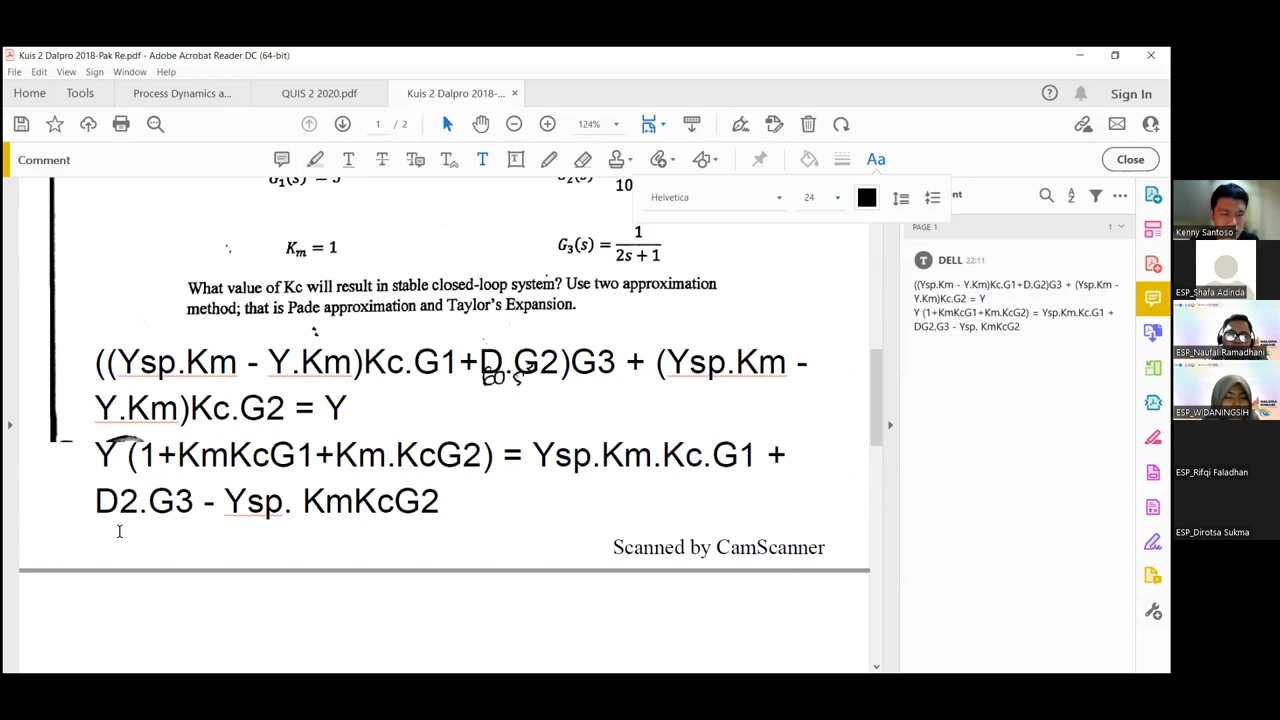 Kuis 2 Dalpro 2018-Pak Re.pdf - Adobe Acrobat Reader DC (64-bit)
File Edit View Sign Window Help
Home Tools Process Dynamics a... QUIS 2 2020.pdf Kuis 2 Dalpro 2018-... × Sign In
1 / 2 124%
Comment Close
Helvetica 24
G1(s) = 5
10
Km = 1
G3(s) = 1
2s + 1
What value of Kc will result in stable closed-loop system? Use two approximation
method; that is Pade approximation and Taylor's Expansion.
((Ysp.Km - Y.Km)Kc.G1+D.G2)G3 + (Ysp.Km -
Y.Km)Kc.G2 = Y
Y (1+KmKcG1+Km.KcG2) = Ysp.Km.Kc.G1 +
D2.G3 - Ysp. KmKcG2
Scanned by CamScanner
PAGE 1 1
T DELL 22:11
((Ysp.Km - Y.Km)Kc.G1+D.G2)G3 + (Ysp.Km -
Y.Km)Kc.G2 = Y
Y (1+KmKcG1+Km.KcG2) = Ysp.Km.Kc.G1 +
DG2.G3 - Ysp. KmKcG2
Kenny Santoso
ESP_Shafa Adinda
ESP_Naufal Ramadhani
ESP_WIDANINGSIH
ESP_Rifqi Faladhan
ESP_Dirotsa Sukma